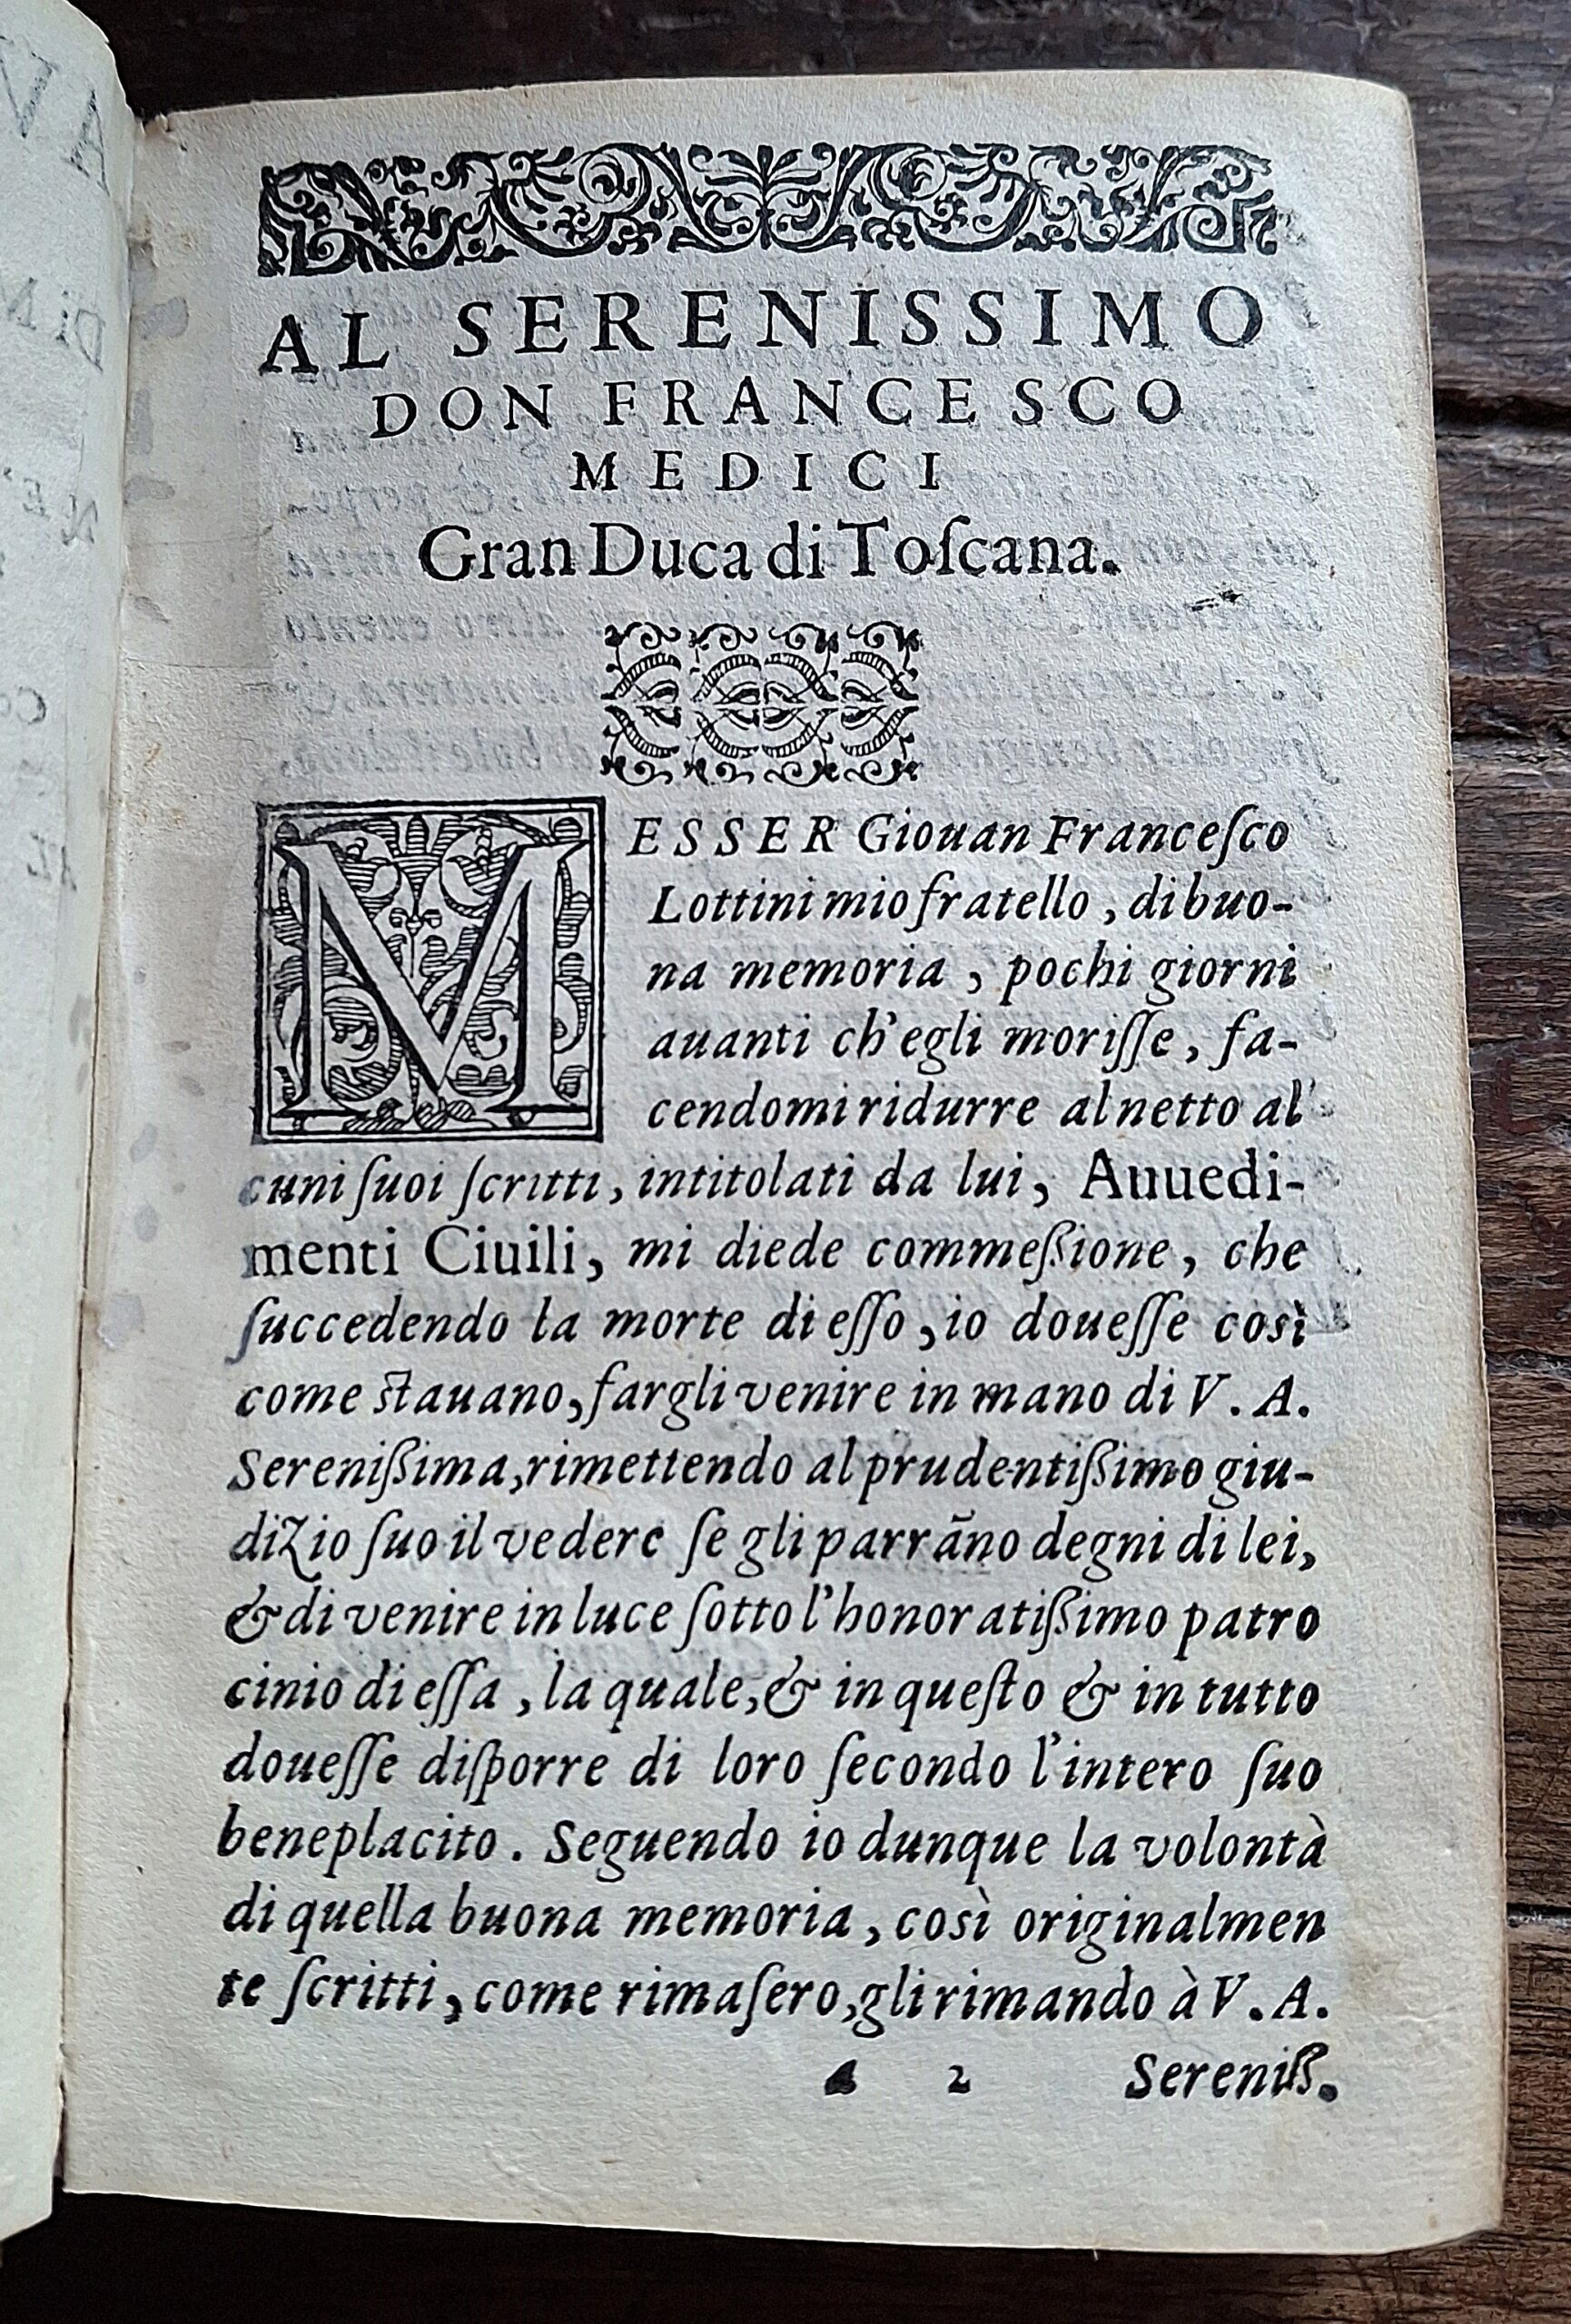 AL SERENISSIMO
DON FRANCESCO
MEDICI
Gran Duca di Toſcana.
MESSER Giouan Franceſco
Lottini mio fratello, di buo-
na memoria, pochi giorni
auanti ch'egli moriſſe, fa-
cendomi ridurre al netto al'
cuni ſuoi ſcritti, intitolati da lui, Auuedi-
menti Ciuili, mi diede commeßione, che
ſuccedendo la morte di eſſo, io doueſſe così
come ſtauano, fargli venire in mano di V. A.
Sereniſſima, rimettendo al prudentißimo giu-
dizio ſuo il vedere ſe gli parrãno degni di lei,
& di venire in luce ſotto l'honoratißimo patro
cinio di eſſa, la quale, & in queſto & in tutto
doueſſe diſporre di loro ſecondo l'intero ſuo
beneplacito. Seguendo io dunque la volontà
di quella buona memoria, così originalmen
te ſcritti, come rimaſero, gli rimando à V. A.
A 2 Sereniß.